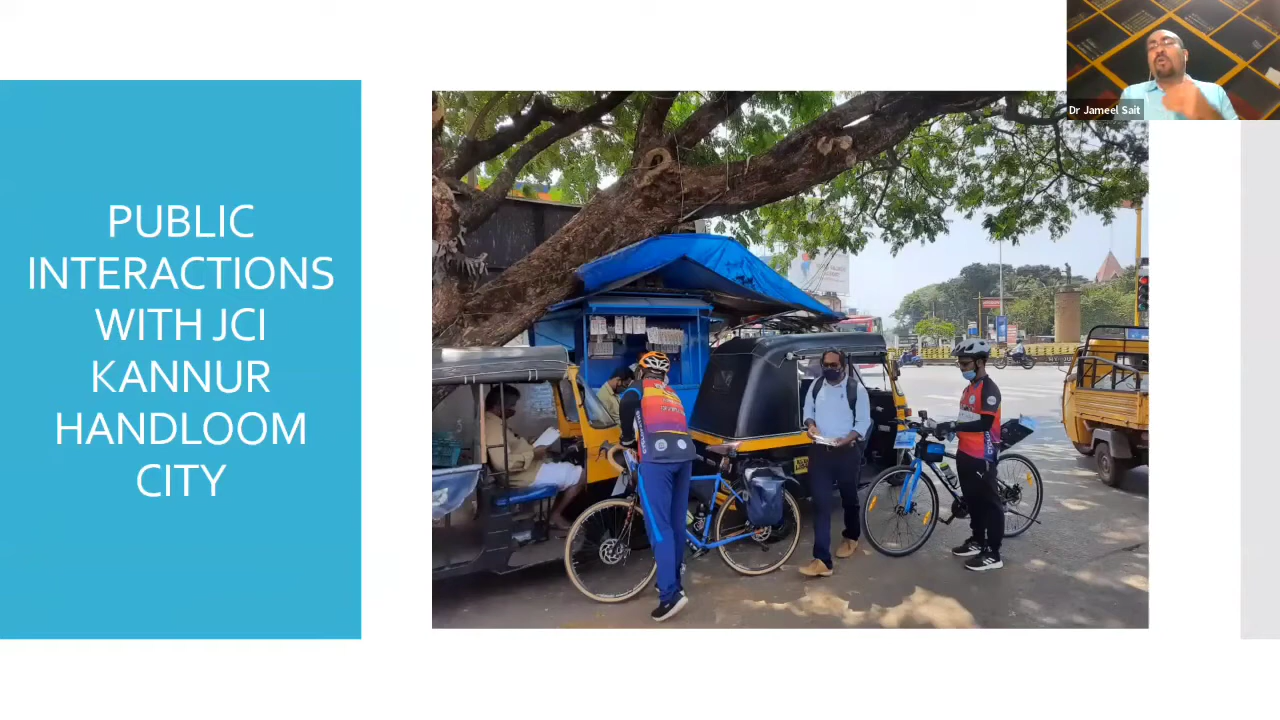 PUBLIC
INTERACTIONS
WITH JCI
KANNUR
HANDLOOM
CITY
Dr Jameel Sait